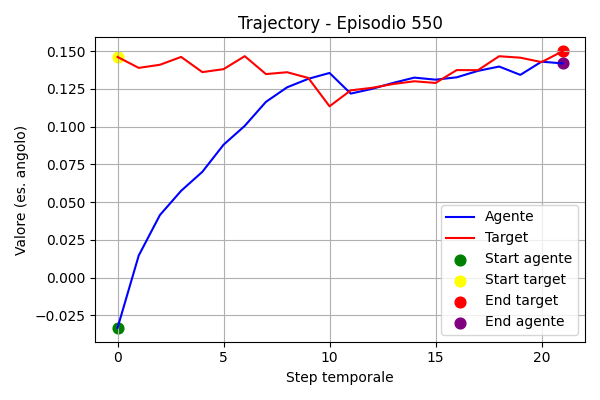 Trajectory - Episodio 550
Valore (es. angolo)
0.150
0.125
0.100
0.075
0.050
0.025
0.000
−0.025
0 5 10 15 20
Step temporale
Agente
Target
Start agente
Start target
End target
End agente